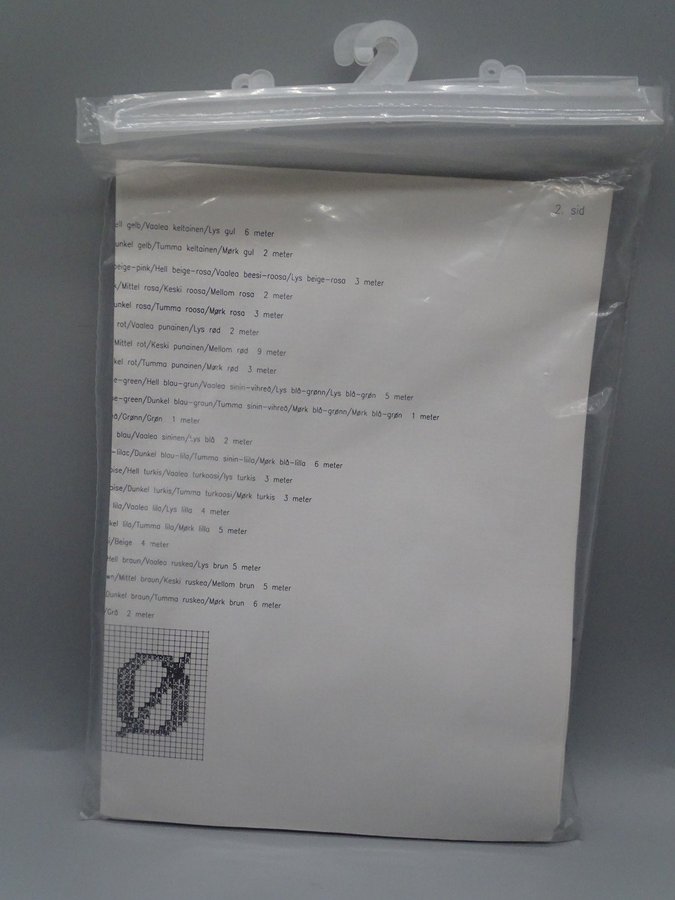 2. sid
ell gelb/Vaalea keltainen/Lys gul 6 meter
unkel gelb/Tumma keltainen/Mørk gul 2 meter
beige-pink/Hell beige-rosa/Vaalea beesi-roosa/Lys beige-rosa 3 meter
k/Mittel rosa/Keski roosa/Mellom rosa 2 meter
unkel rosa/Tumma roosa/Mørk rosa 3 meter
rot/Vaalea punainen/Lys rød 2 meter
Mittel rot/Keski punainen/Mellom rød 9 meter
kel rot/Tumma punainen/Mørk rød 3 meter
e-green/Hell blau-grun/Vaalea sinin-vihreä/Lys blå-grønn/Lys blå-grøn 5 meter
e-green/Dunkel blau-graun/Tumma sinin-vihreä/Mørk blå-grønn/Mørk blå-grøn 1 meter
eå/Grønn/Grøn 1 meter
blau/Vaalea sininen/Lys blå 2 meter
-lilac/Dunkel blau-lila/Tumma sinin-liila/Mørk blå-lilla 6 meter
oise/Hell turkis/Vaalea turkoosi/lys turkis 3 meter
oise/Dunkel turkis/Tumma turkoosi/Mørk turkis 3 meter
lila/Vaalea lila/Lys lilla 4 meter
kel lila/Tumma lila/Mørk lilla 5 meter
i/Beige 4 meter
Hell braun/Vaalea ruskea/Lys brun 5 meter
wn/Mittel braun/Keski ruskea/Mellom brun 5 meter
Dunkel braun/Tumma ruskea/Mørk brun 6 meter
/Grå 2 meter
Ø